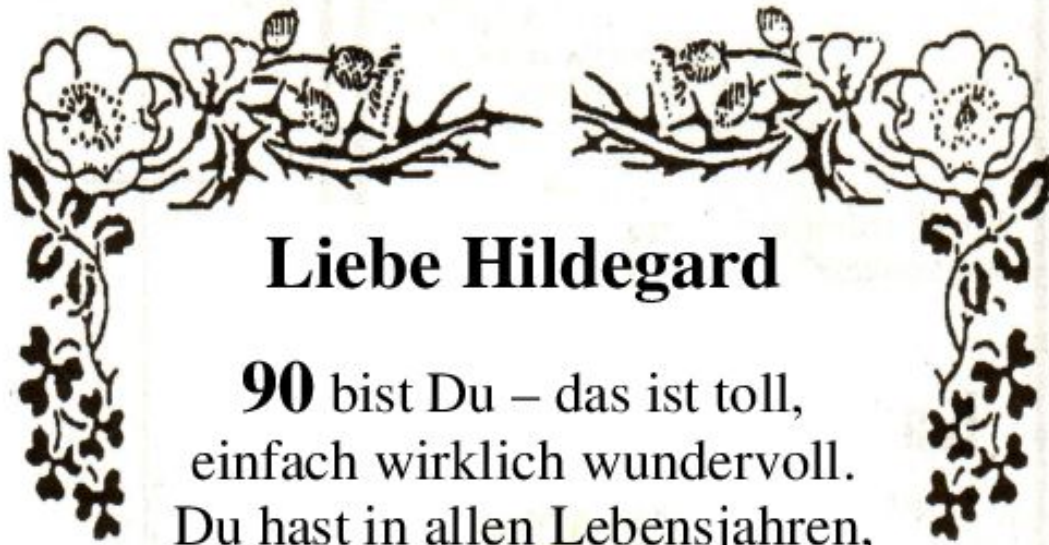 Liebe Hildegard
90 bist Du – das ist toll,
einfach wirklich wundervoll.
Du hast in allen Lebensjahren,